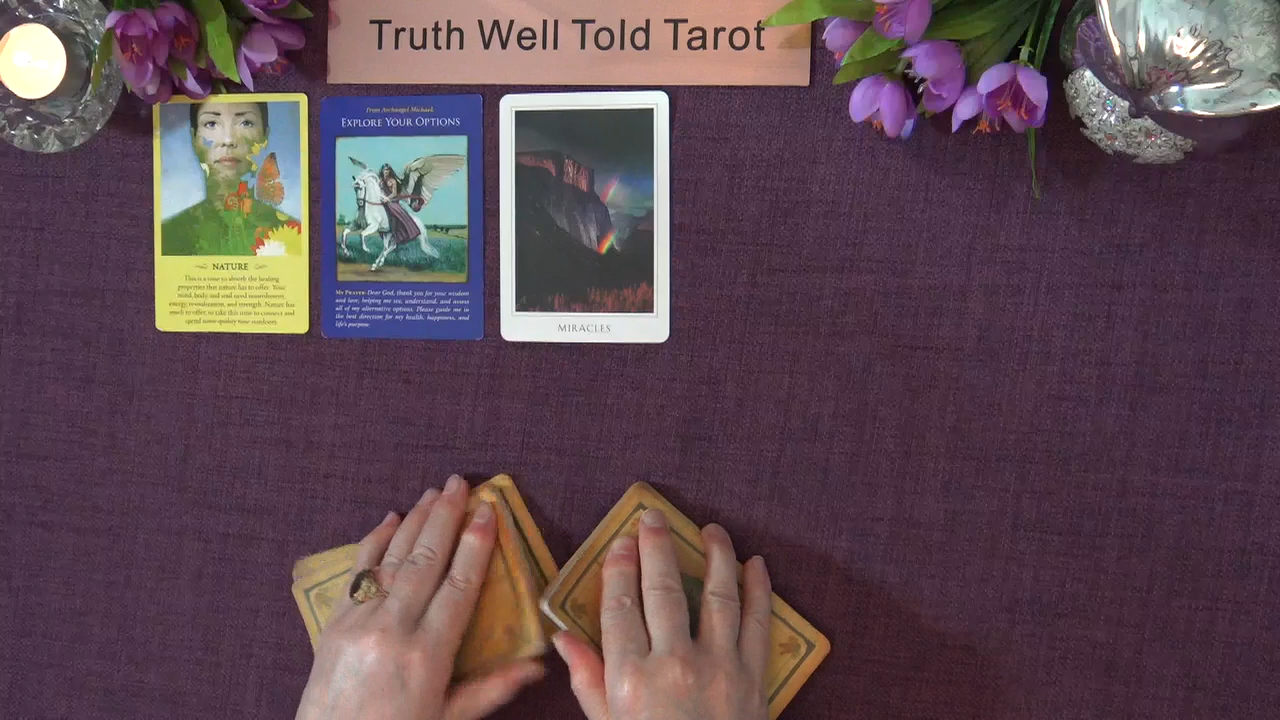 Truth Well Told Tarot
NATURE
This is a time to absorb the healing
properties that nature has to offer. Your
mind, body and soul need nourishment,
energy, revitalization, and strength. Nature has
much to offer, so take this time to connect and
spend some quality time outdoors.
From Archangel Michael:
EXPLORE YOUR OPTIONS
MY PRAYER-Dear God, thank you for your wisdom
and love, helping me see, understand, and assess
all of my alternative options. Please guide me in
the best direction for my health, happiness, and
life's purpose.
MIRACLES